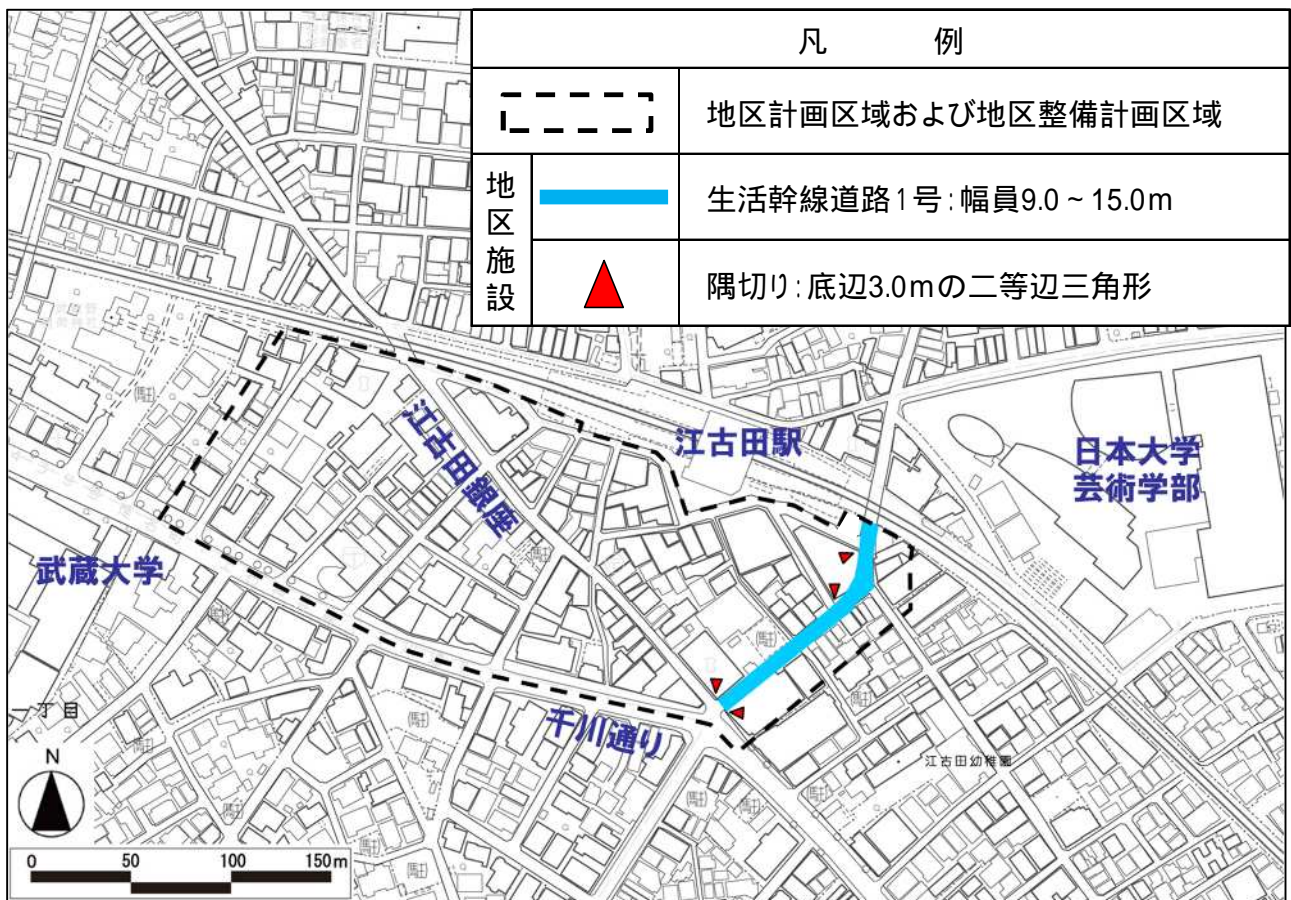 凡 例
地区計画区域および地区整備計画区域
地区施設
生活幹線道路1号:幅員9.0~15.0m
隅切り:底辺3.0mの二等辺三角形
江古田駅
江古田銀座
日本大学
芸術学部
武蔵大学
千川通り
江古田幼稚園
一丁目
N
0 50 100 150m